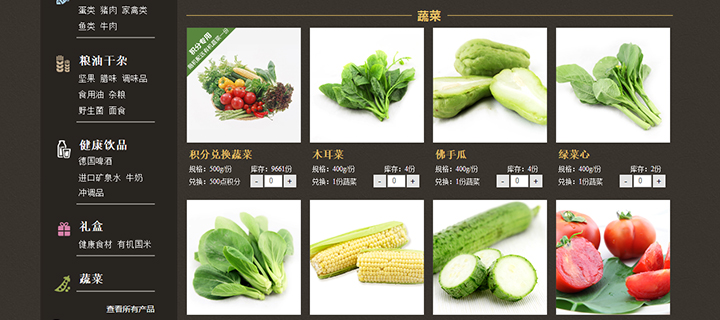 蛋类 猪肉 家禽类
鱼类 牛肉
粮油干杂
坚果 腊味 调味品
食用油 杂粮
野生菌 面食
健康饮品
德国啤酒
进口矿泉水 牛奶
冲调品
礼盒
健康食材 有机国米
蔬菜
查看所有产品
蔬菜
积分专用
积分兑换蔬菜
规格：500g/份 库存：9661份
兑换：500点积分 - 0 +
木耳菜
规格：400g/份 库存：4份
兑换：1份蔬菜 - 0 +
佛手瓜
规格：400g/份 库存：4份
兑换：1份蔬菜 - 0 +
绿菜心
规格：400g/份 库存：2份
兑换：1份蔬菜 - 0 +